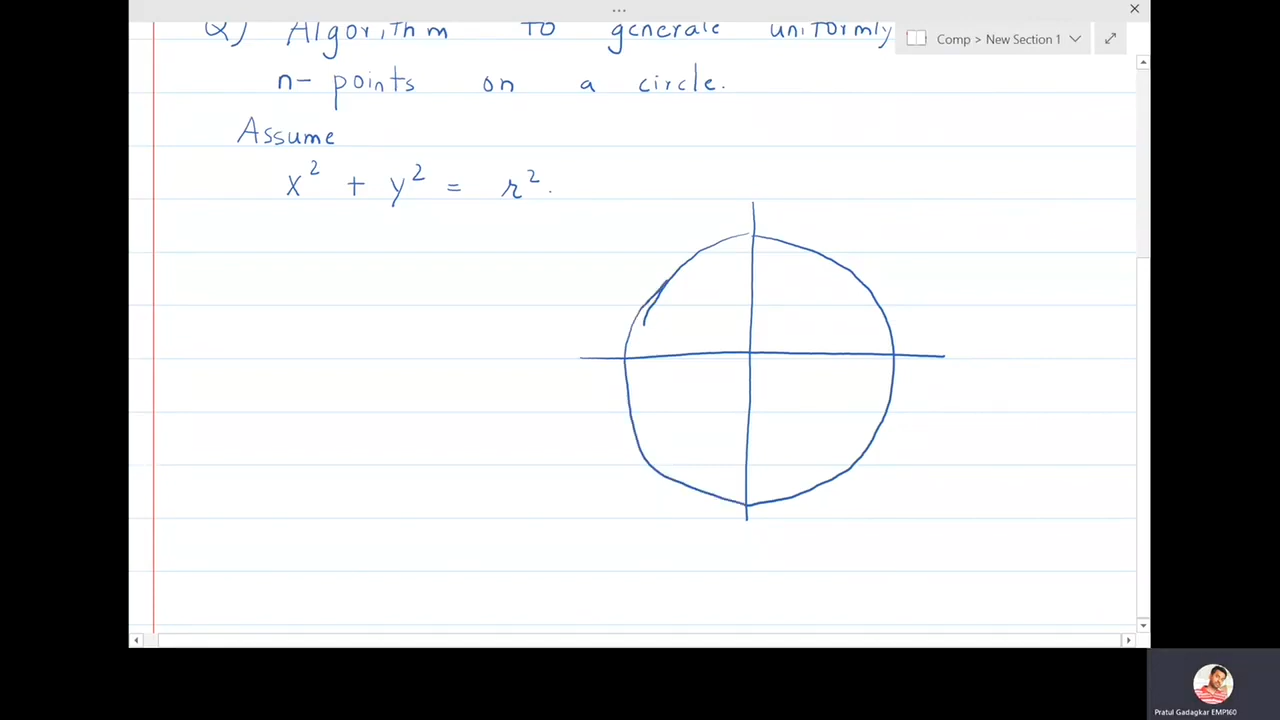 Q) Algorithm to generate uniformly
Comp > New Section 1
n- points on a circle.
Assume
x² + y² = r².
Pratul Gadagkar EMP160